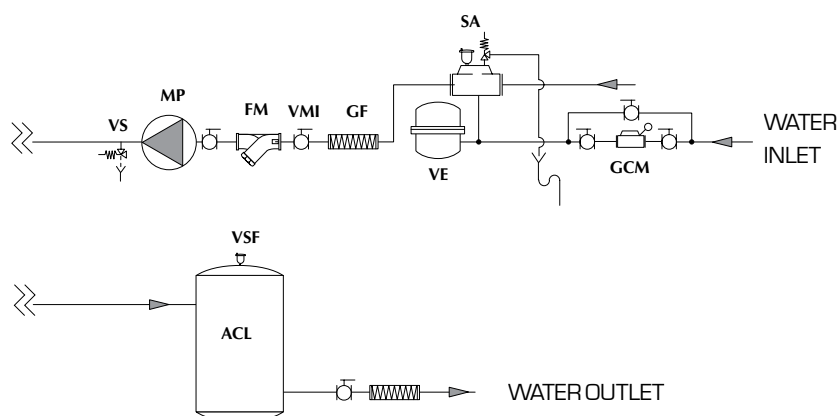 SA
MP
FM
VMI
GF
VS
WATER
INLET
VE
GCM
VSF
ACL
WATER OUTLET